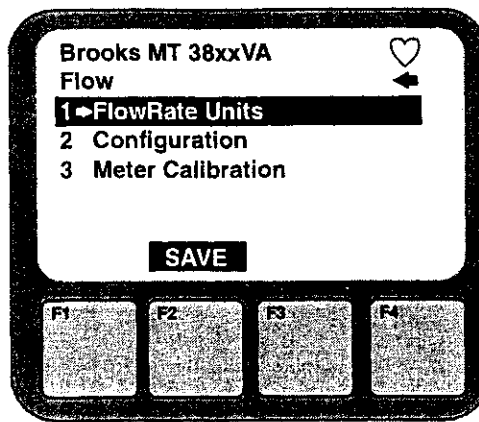 Brooks MT 38xxVA
Flow
1➡FlowRate Units
2 Configuration
3 Meter Calibration
SAVE
F1 F2 F3 F4